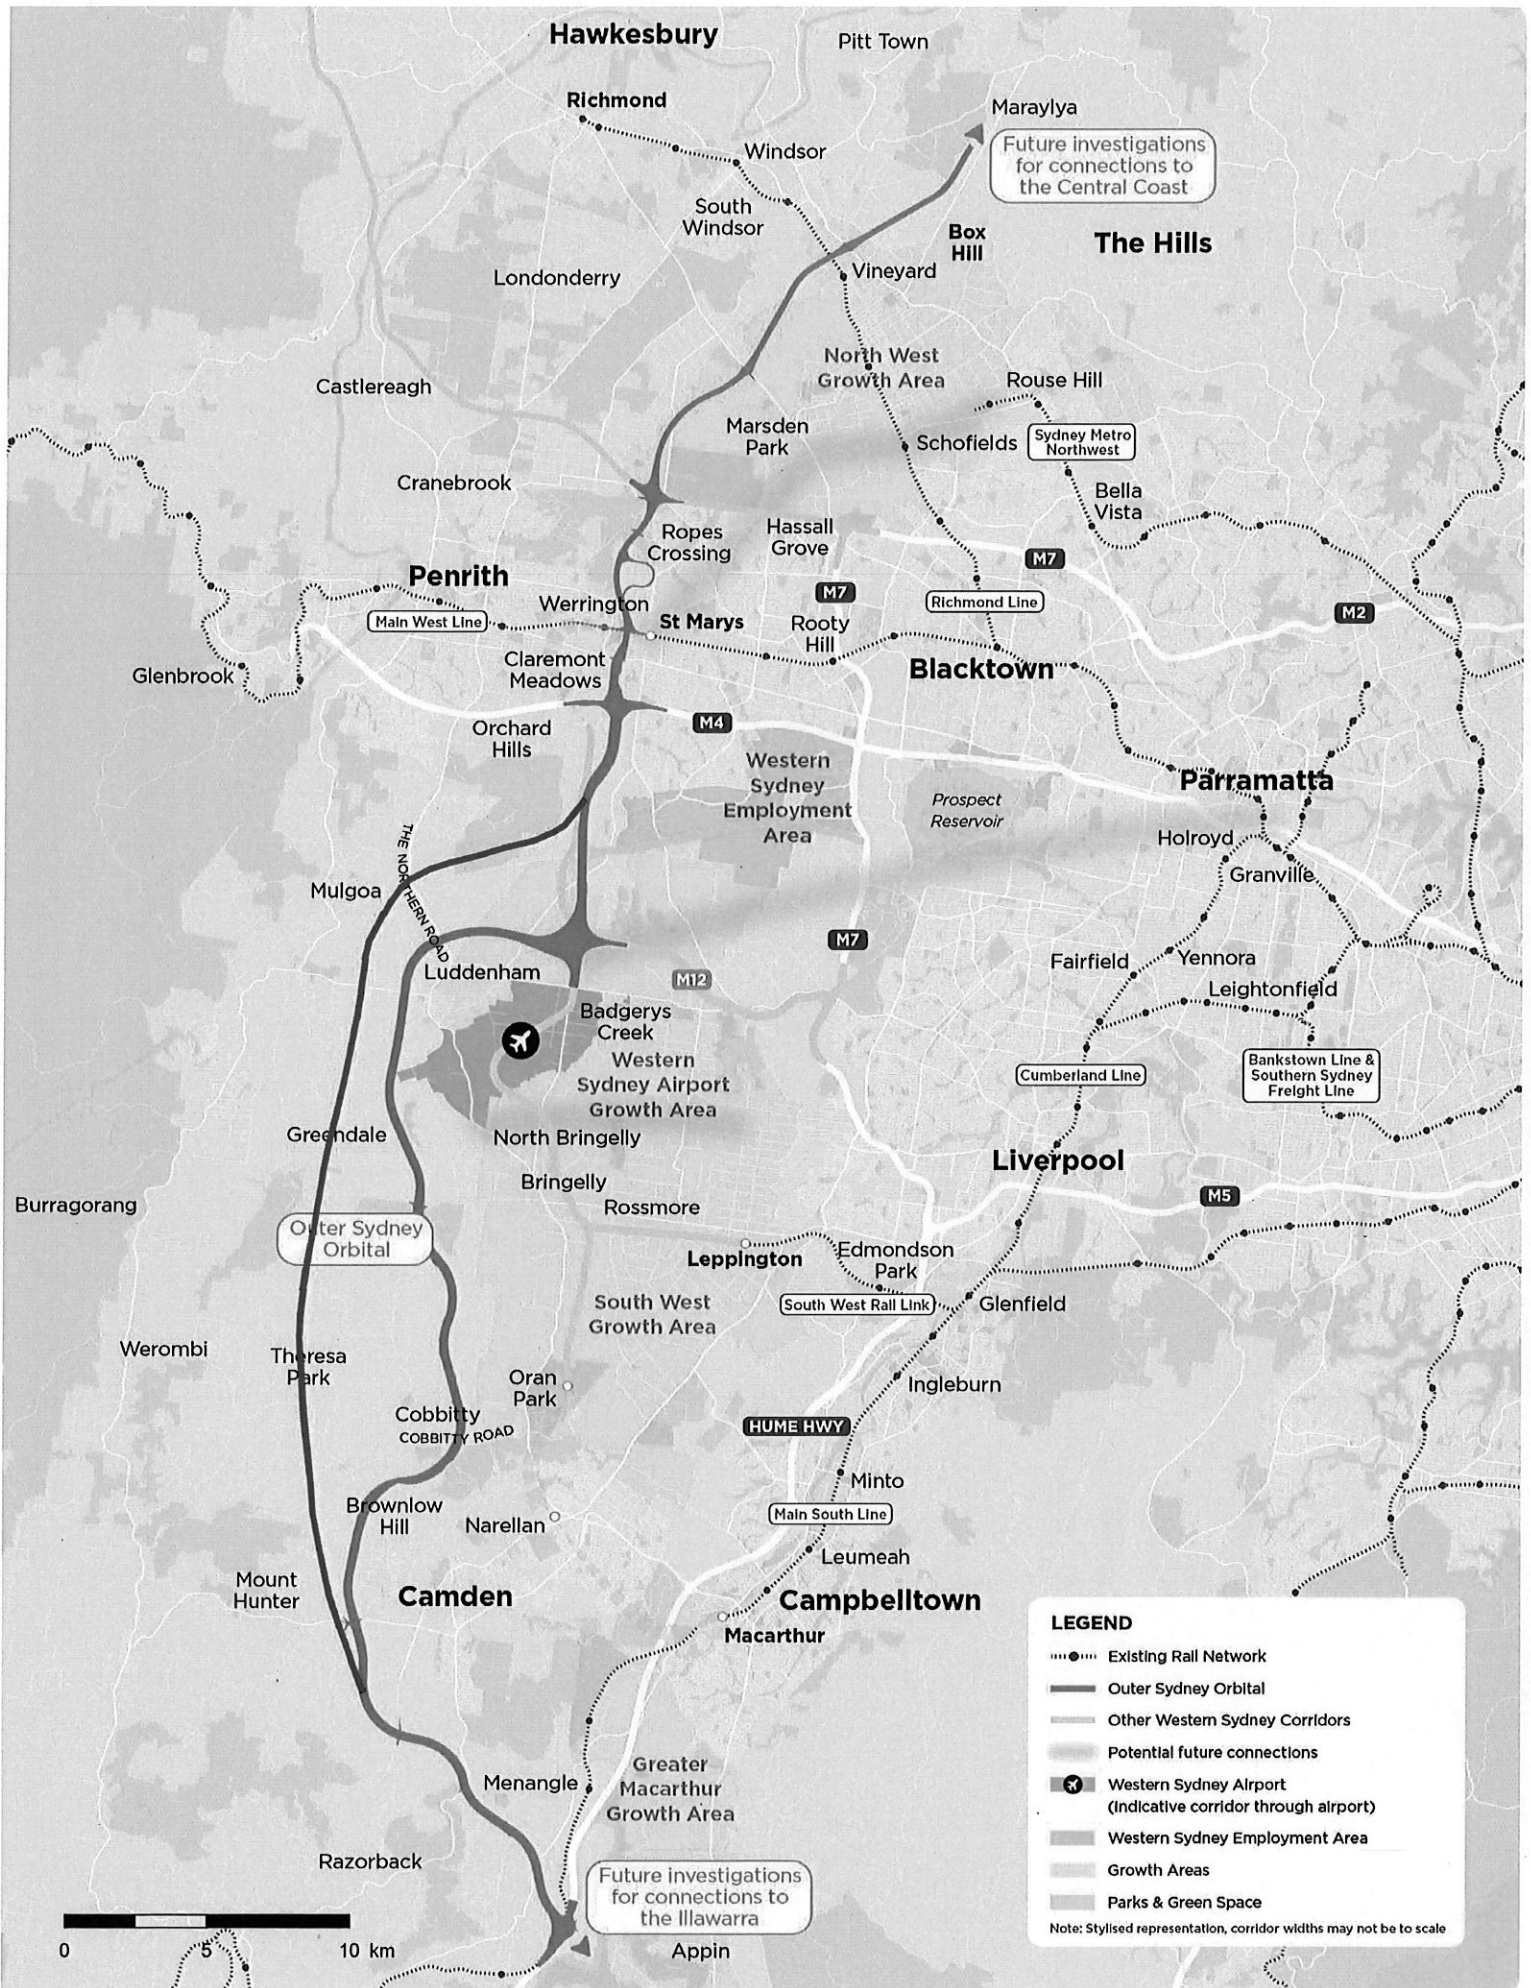 Hawkesbury
Pitt Town
Richmond
Maraylya
Future investigations
for connections to
the Central Coast
Windsor
South
Windsor
Box
Hill
The Hills
Londonderry
Vineyard
North West
Growth Area
Castlereagh
Rouse Hill
Marsden
Park
Schofields
Sydney Metro
Northwest
Cranebrook
Bella
Vista
Ropes
Crossing
Hassall
Grove
M7
Penrith
M7
Richmond Line
Werrington
Main West Line
St Marys
Rooty
Hill
M2
Claremont
Meadows
Blacktown
Glenbrook
Orchard
Hills
M4
Western
Sydney
Employment
Area
Parramatta
Prospect
Reservoir
THE NORTHERN ROAD
Holroyd
Granville
Mulgoa
M7
Fairfield
Yennora
Luddenham
M12
Leightonfield
Badgerys
Creek
Western
Sydney Airport
Growth Area
Cumberland Line
Bankstown Line &
Southern Sydney
Freight Line
Greendale
North Bringelly
Liverpool
Bringelly
M5
Burragorang
Rossmore
Outer Sydney
Orbital
Leppington
Edmondson
Park
South West
Growth Area
South West Rail Link
Glenfield
Werombi
Theresa
Park
Oran
Park
Ingleburn
Cobbitty
COBBITTY ROAD
HUME HWY
Minto
Brownlow
Hill
Narellan
Main South Line
Leumeah
Mount
Hunter
Camden
Campbelltown
Macarthur
Greater
Macarthur
Growth Area
Menangle
Razorback
Future investigations
for connections to
the Illawarra
Appin
0 5 10 km
LEGEND
Existing Rail Network
Outer Sydney Orbital
Other Western Sydney Corridors
Potential future connections
Western Sydney Airport
(Indicative corridor through airport)
Western Sydney Employment Area
Growth Areas
Parks & Green Space
Note: Stylised representation, corridor widths may not be to scale